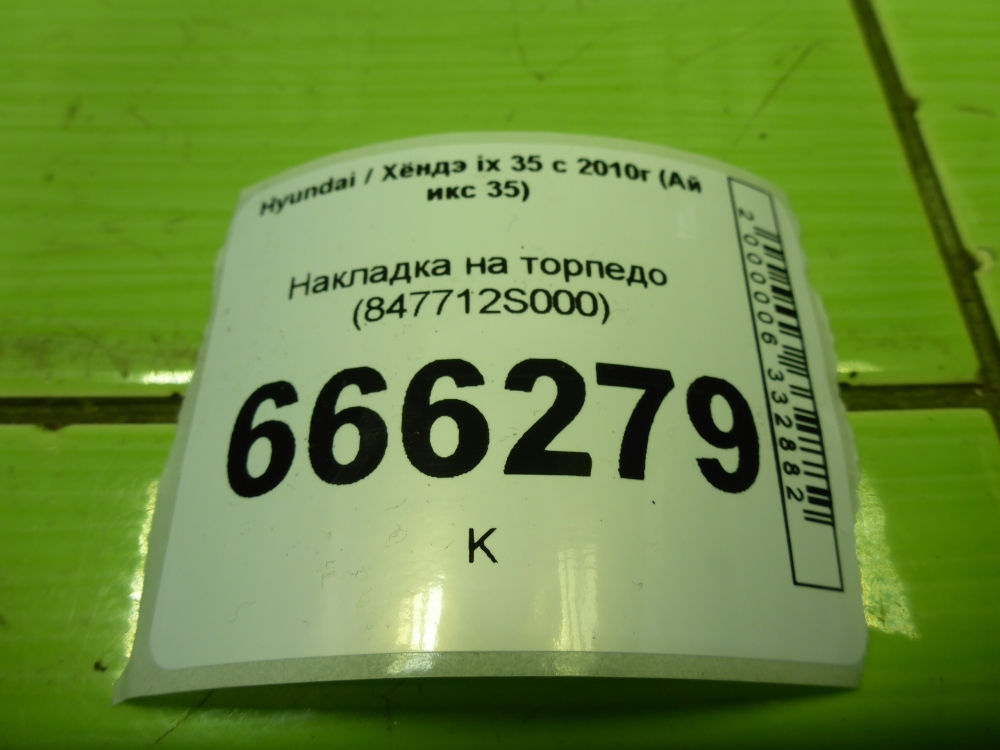 Hyundai / Хёндэ ix 35 с 2010г (Ай
икс 35)
Накладка на торпедо
(847712S000)
666279
К
2000006332882